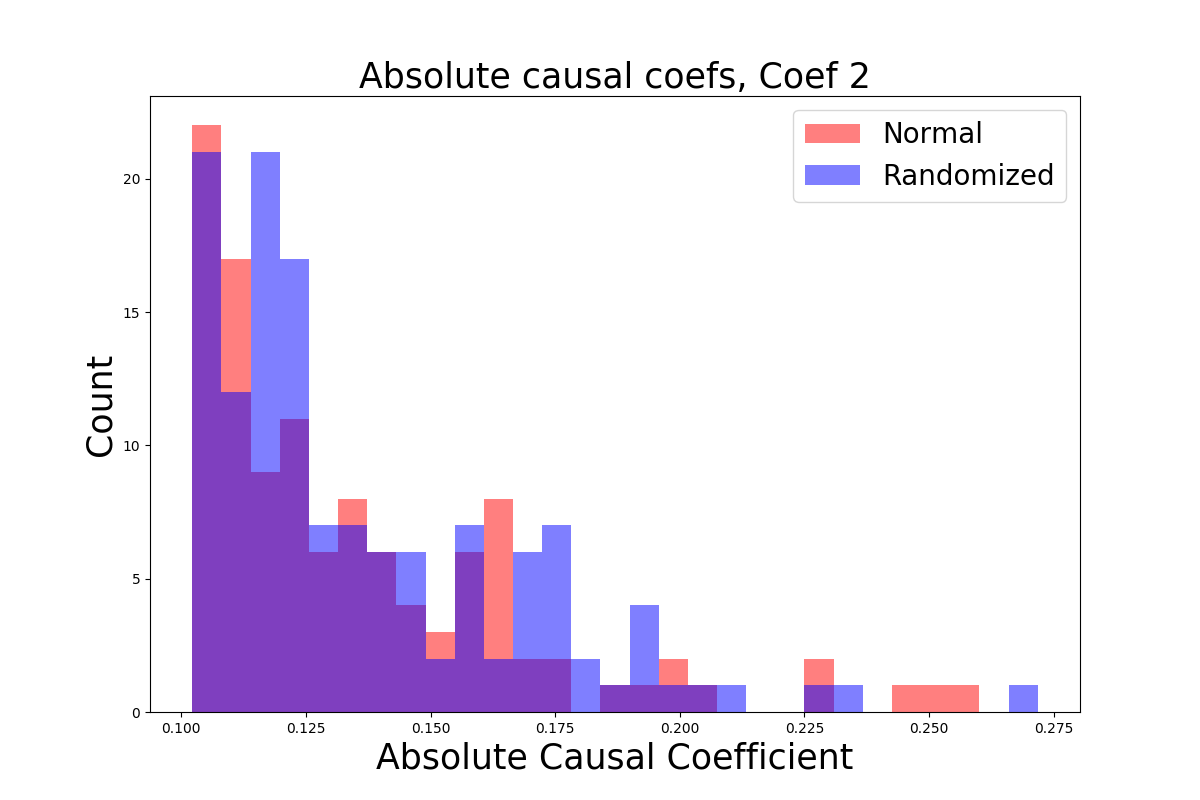 Absolute causal coefs, Coef 2
Normal
Randomized
Count
20
15
10
5
0
0.100 0.125 0.150 0.175 0.200 0.225 0.250 0.275
Absolute Causal Coefficient